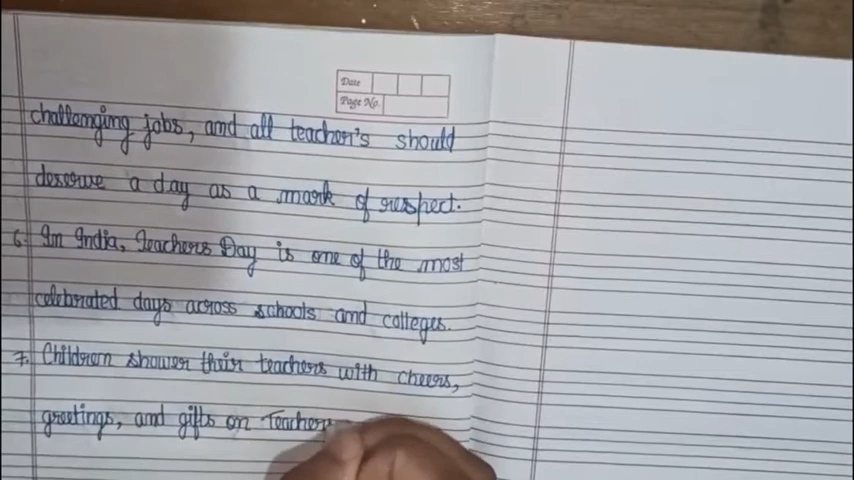 Date
Page No.
challenging jobs, and all teacher's should
deserve a day as a mark of respect.
6. In India, Teachers Day is one of the most
celebrated days across schools and colleges.
7. Children shower their teachers with cheers,
greetings, and gifts on Teachers